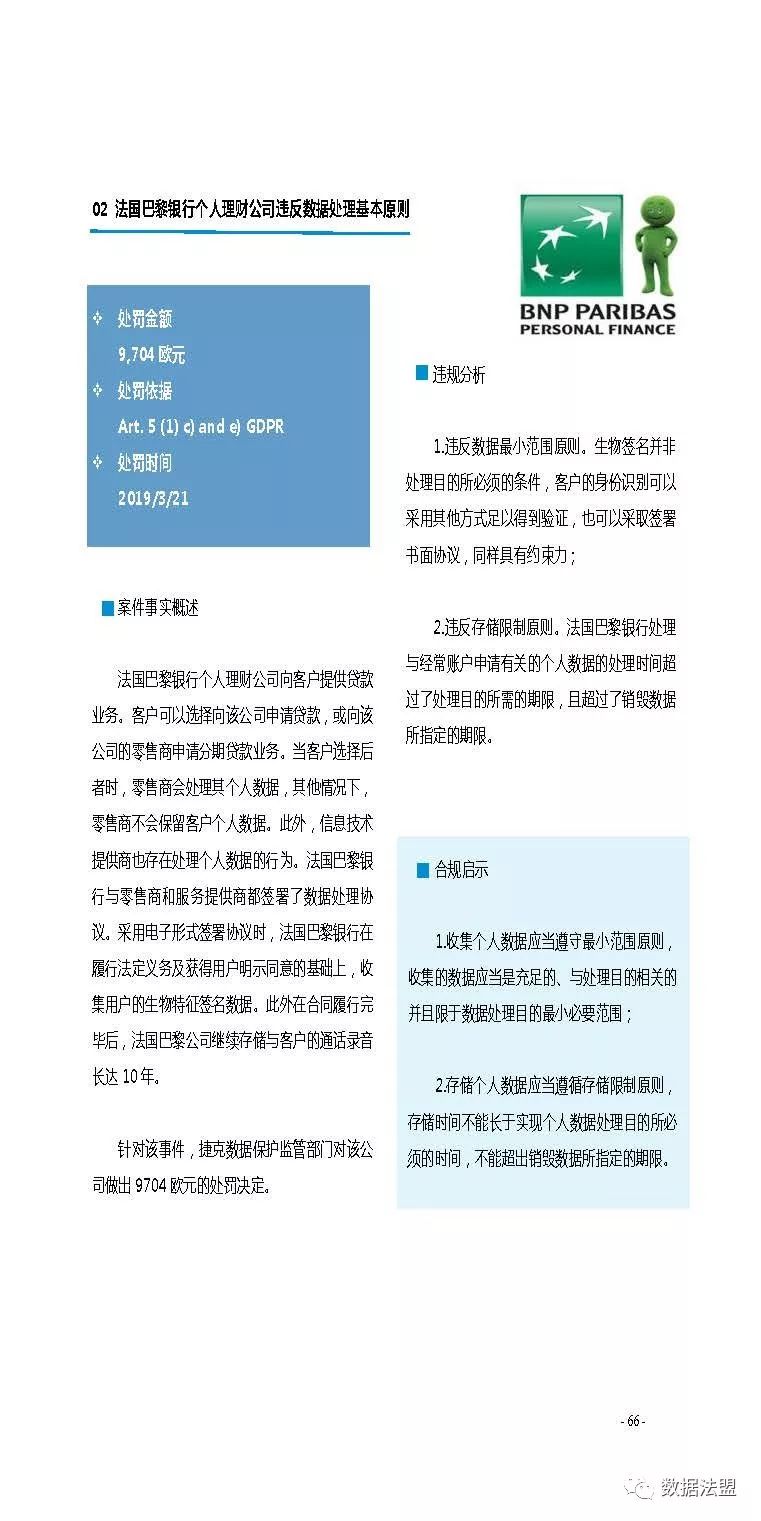 02 法国巴黎银行个人理财公司违反数据处理基本原则
BNP PARIBAS
PERSONAL FINANCE
处罚金额
9,704 欧元
处罚依据
Art. 5 (1) c) and e) GDPR
处罚时间
2019/3/21
案件事实概述
法国巴黎银行个人理财公司向客户提供贷款
业务。客户可以选择向该公司申请贷款，或向该
公司的零售商申请分期贷款业务。当客户选择后
者时，零售商会处理其个人数据，其他情况下，
零售商不会保留客户个人数据。此外，信息技术
提供商也存在处理个人数据的行为。法国巴黎银
行与零售商和服务提供商都签署了数据处理协
议。采用电子形式签署协议时，法国巴黎银行在
履行法定义务及获得用户明示同意的基础上，收
集用户的生物特征签名数据。此外在合同履行完
毕后，法国巴黎公司继续存储与客户的通话录音
长达 10 年。
针对该事件，捷克数据保护监管部门对该公
司做出 9704 欧元的处罚决定。
违规分析
1.违反数据最小范围原则。生物签名并非
处理目的所必须的条件，客户的身份识别可以
采用其他方式足以得到验证，也可以采取签署
书面协议，同样具有约束力；
2.违反存储限制原则。法国巴黎银行处理
与经常账户申请有关的个人数据的处理时间超
过了处理目的所需的期限，且超过了销毁数据
所指定的期限。
合规启示
1.收集个人数据应当遵守最小范围原则，
收集的数据应当是充足的、与处理目的相关的
并且限于数据处理目的最小必要范围；
2.存储个人数据应当遵循存储限制原则，
存储时间不能长于实现个人数据处理目的所必
须的时间，不能超出销毁数据所指定的期限。
- 66 -
数据法盟